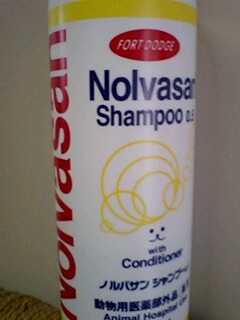 FORT DODGE
Nolvasan
Nolvasan
Shampoo 0.5
with
Conditioner
ノルバサン シャンプー
動物用医薬部外品
Animal Hospital